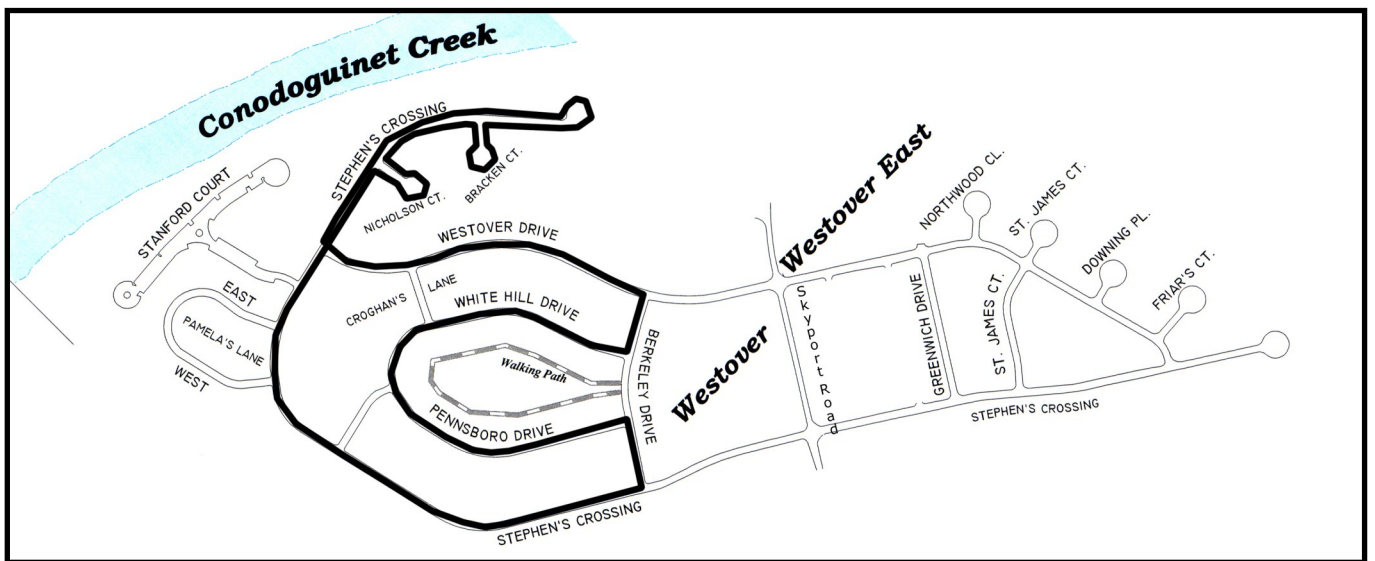 Conodoguinet Creek
STEPHEN'S CROSSING
STANFORD COURT
NICHOLSON CT.
BRACKEN CT.
WESTOVER DRIVE
EAST
PAMELA'S LANE
WEST
CROGHAN'S LANE
WHITE HILL DRIVE
Walking Path
PENNSBORO DRIVE
BERKELEY DRIVE
STEPHEN'S CROSSING
Westover
Westover East
Skyport Road
NORTHWOOD CL.
ST. JAMES CT.
DOWNING PL.
FRIAR'S CT.
GREENWICH DRIVE
ST. JAMES CT.
STEPHEN'S CROSSING